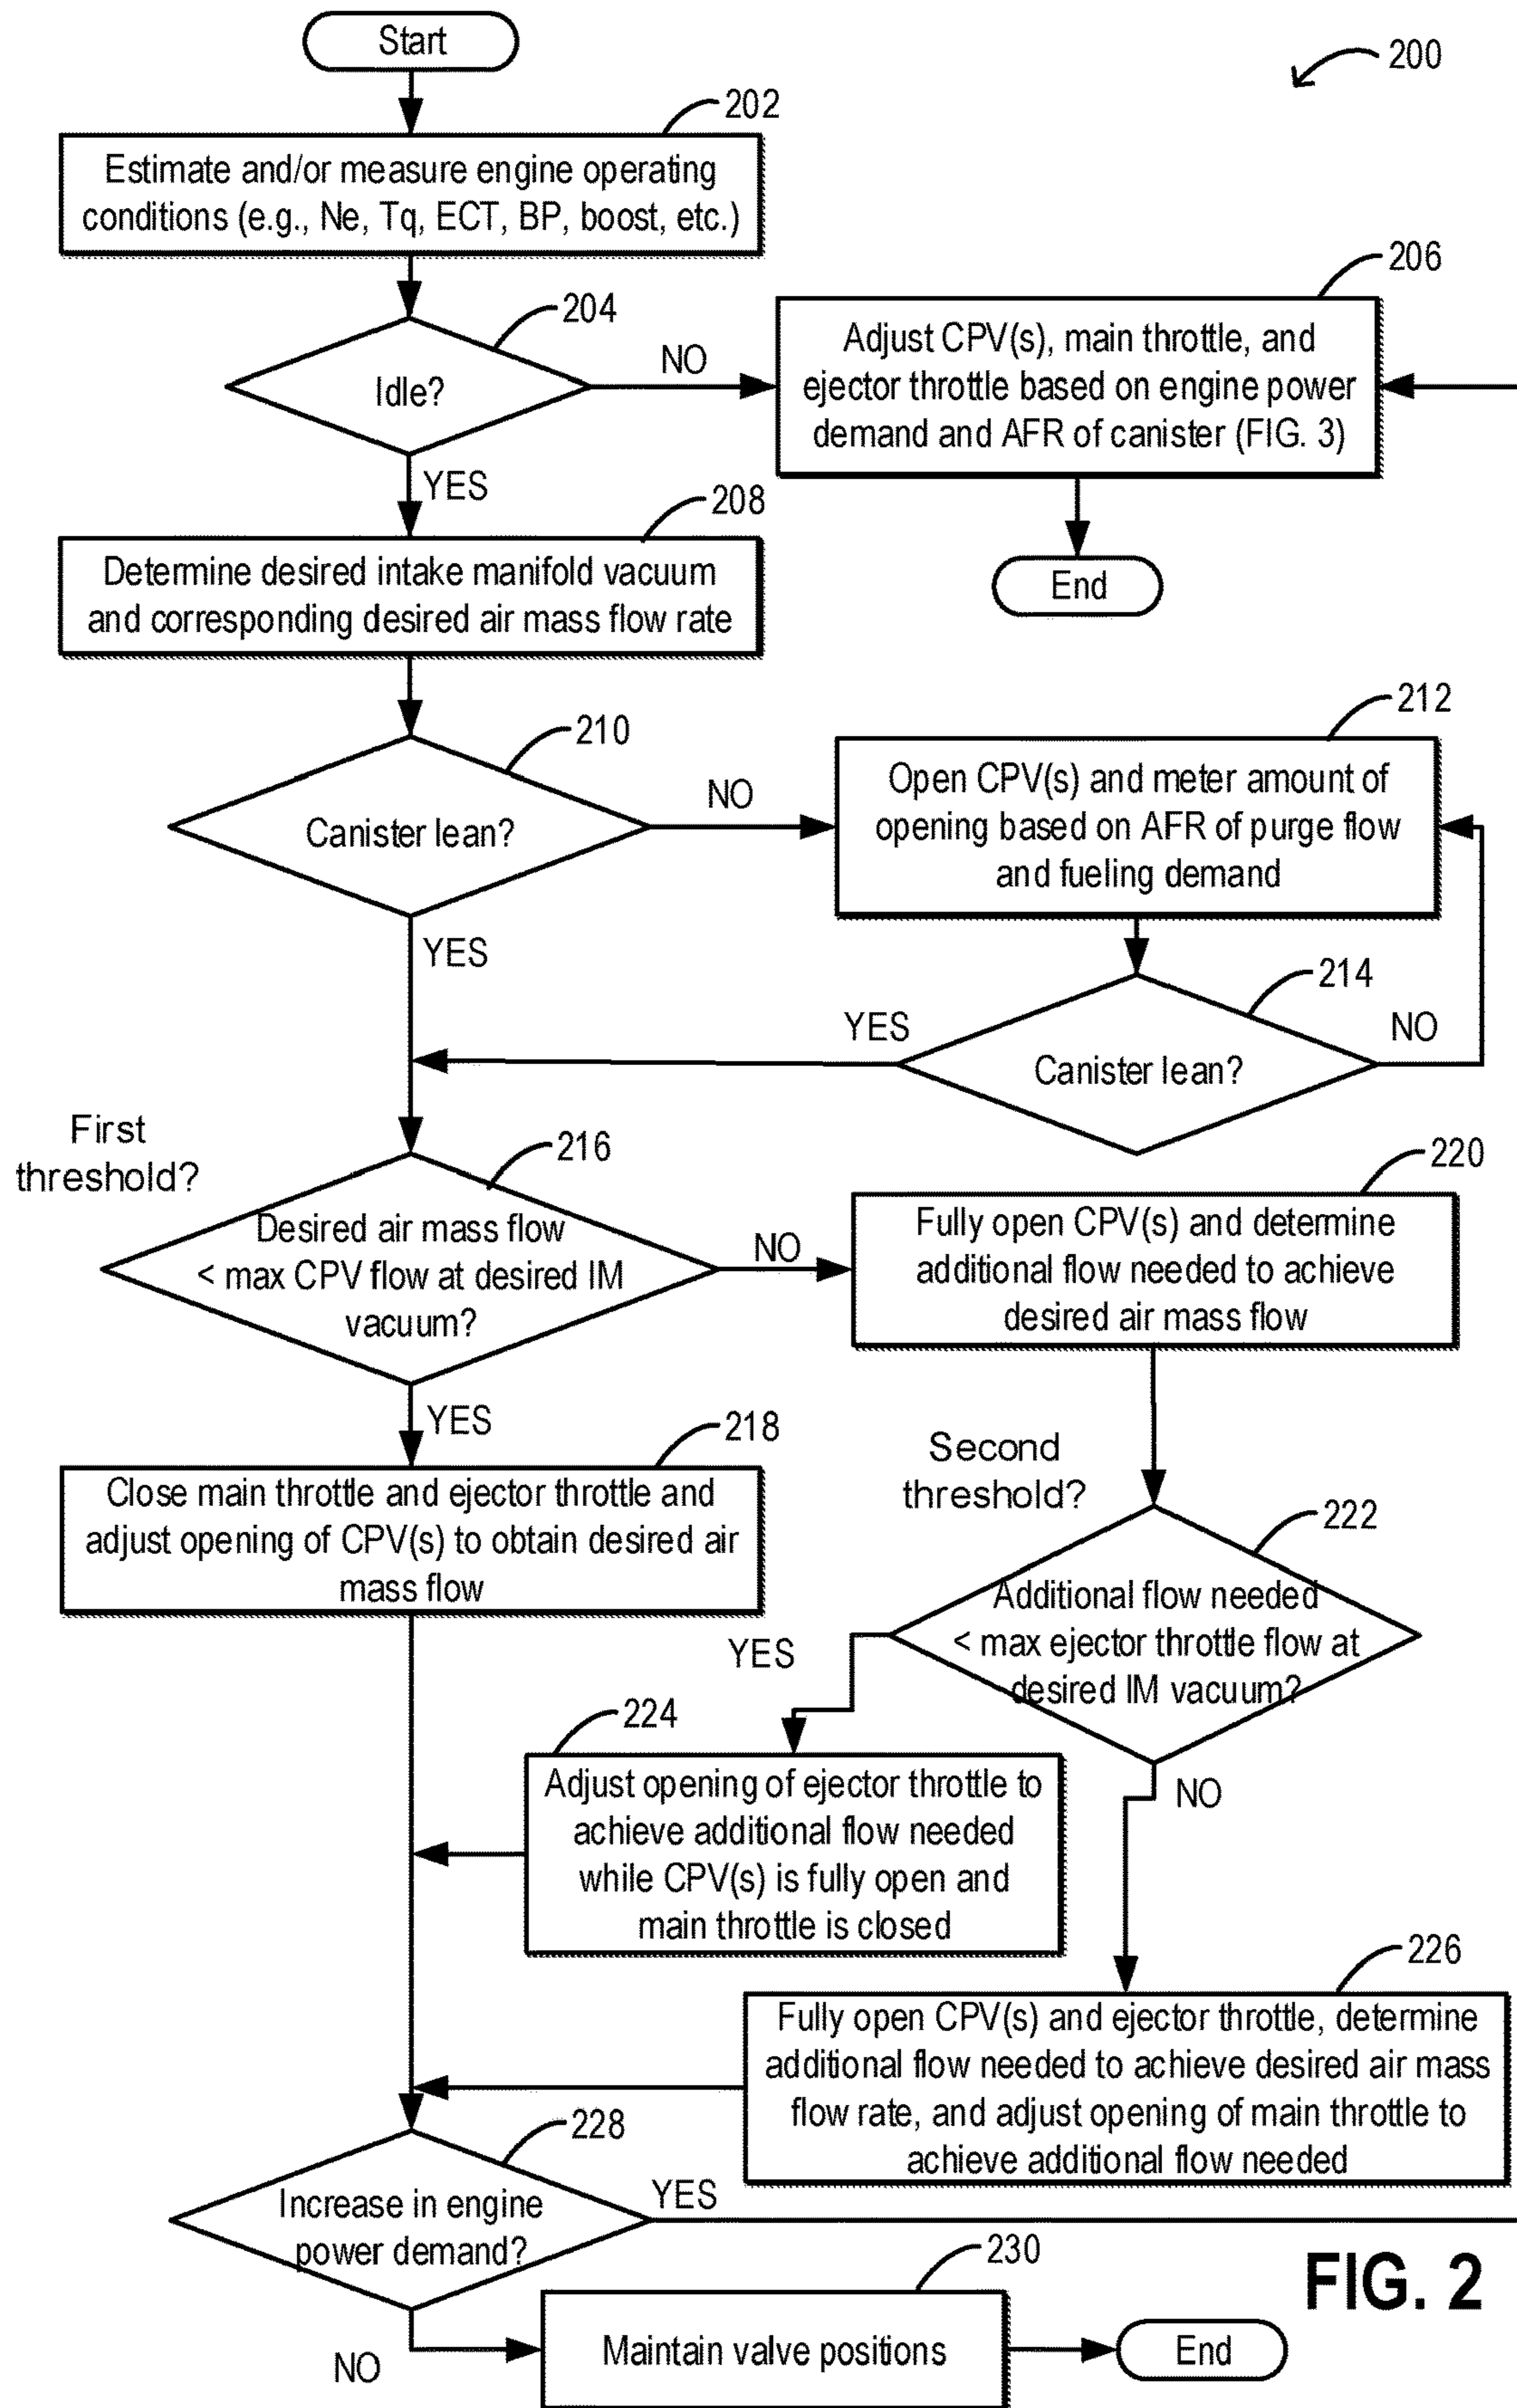 Start
200
202
Estimate and/or measure engine operating
conditions (e.g., Ne, Tq, ECT, BP, boost, etc.)
204
Idle?
NO
YES
206
Adjust CPV(s), main throttle, and
ejector throttle based on engine power
demand and AFR of canister (FIG. 3)
End
208
Determine desired intake manifold vacuum
and corresponding desired air mass flow rate
210
Canister lean?
NO
YES
212
Open CPV(s) and meter amount of
opening based on AFR of purge flow
and fueling demand
214
Canister lean?
YES
NO
First
threshold?
216
Desired air mass flow
< max CPV flow at desired IM
vacuum?
NO
YES
220
Fully open CPV(s) and determine
additional flow needed to achieve
desired air mass flow
218
Close main throttle and ejector throttle and
adjust opening of CPV(s) to obtain desired air
mass flow
Second
threshold?
222
Additional flow needed
< max ejector throttle flow at
desired IM vacuum?
YES
NO
224
Adjust opening of ejector throttle to
achieve additional flow needed
while CPV(s) is fully open and
main throttle is closed
226
Fully open CPV(s) and ejector throttle, determine
additional flow needed to achieve desired air mass
flow rate, and adjust opening of main throttle to
achieve additional flow needed
228
Increase in engine
power demand?
YES
NO
230
Maintain valve positions
End
FIG. 2